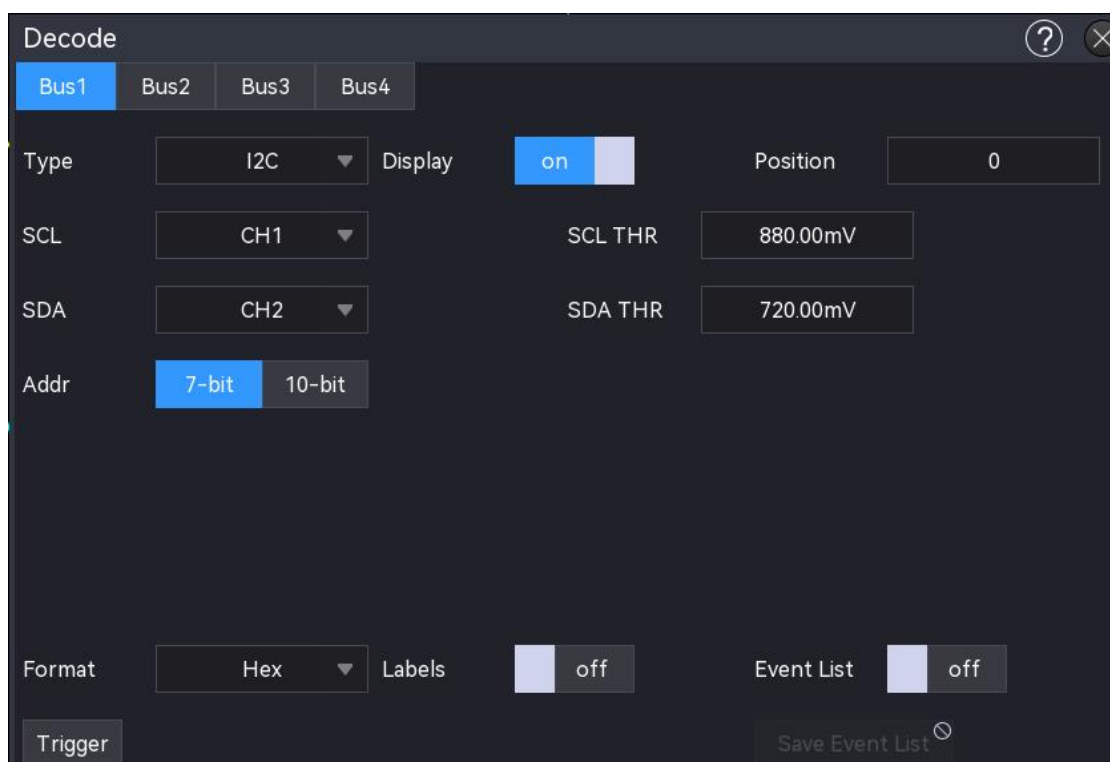 Decode ?
Bus1 Bus2 Bus3 Bus4
Type I2C Display on Position 0
SCL CH1 SCL THR 880.00mV
SDA CH2 SDA THR 720.00mV
Addr 7-bit 10-bit
Format Hex Labels off Event List off
Trigger Save Event List